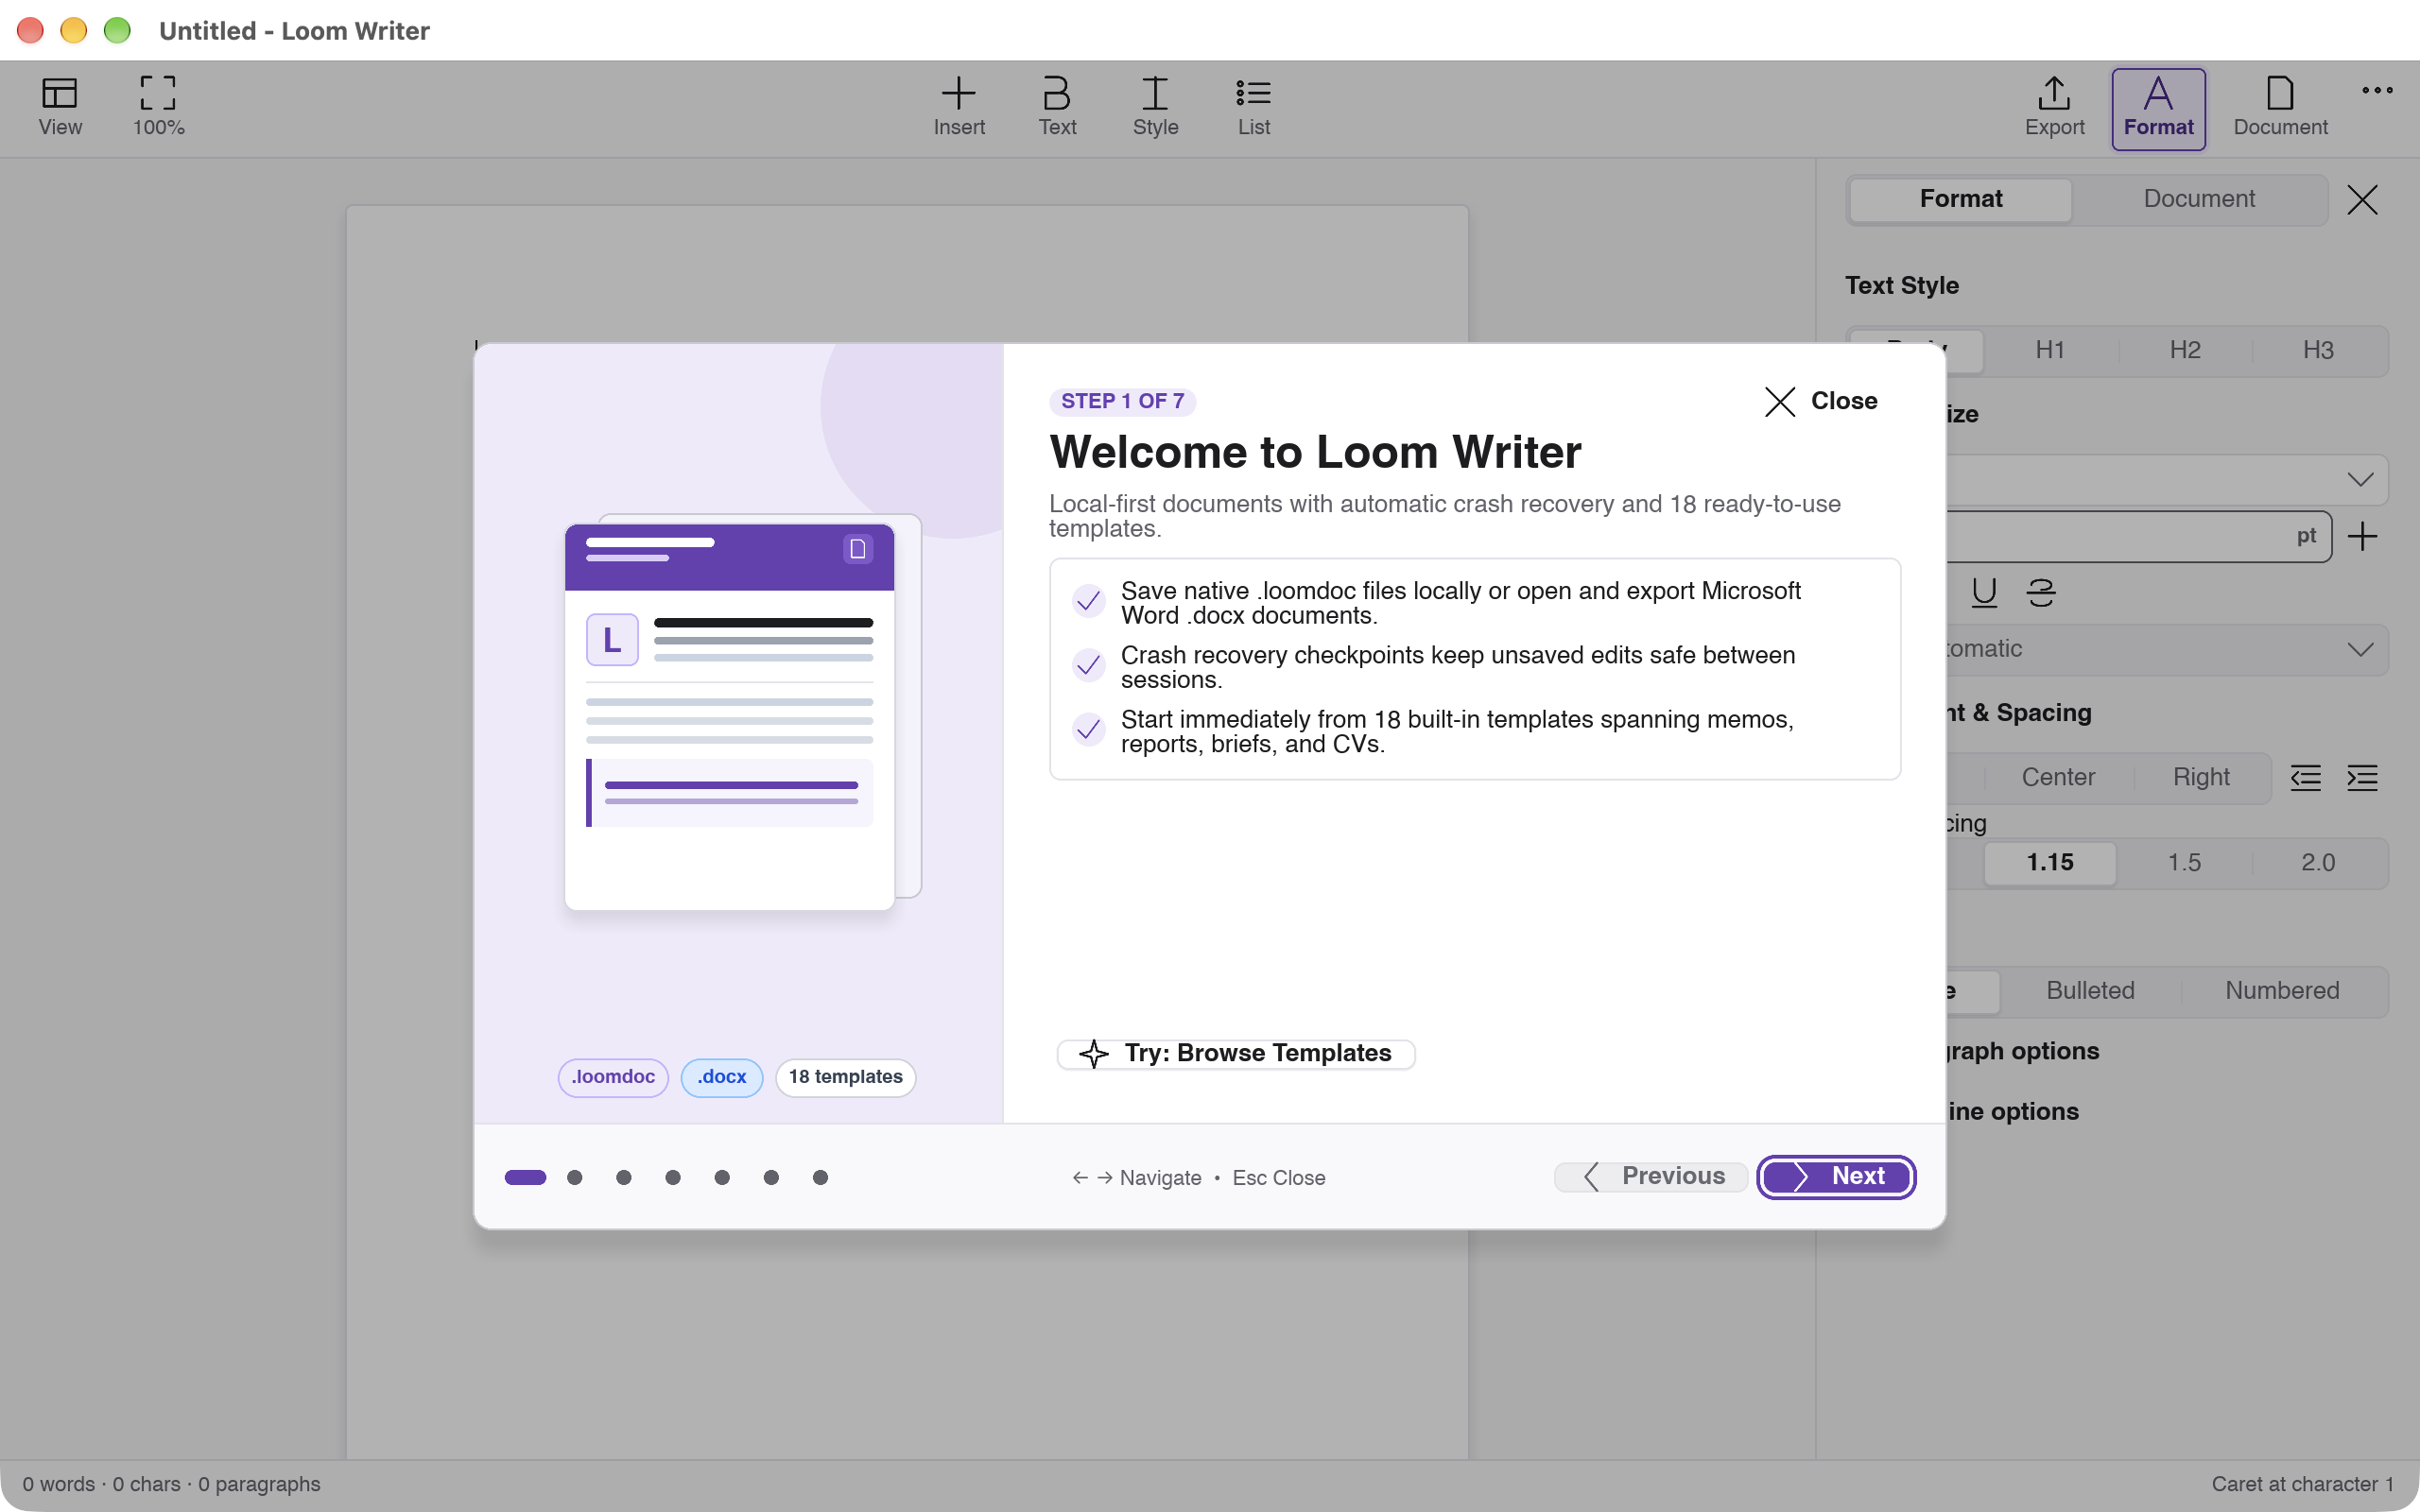 Untitled - Loom Writer
View
100%
Insert
Text
Style
List
Export
Format
Document
Format
Document
Text Style
H1
H2
H3
STEP 1 OF 7
Close
Welcome to Loom Writer
Local-first documents with automatic crash recovery and 18 ready-to-use
templates.
Save native .loomdoc files locally or open and export Microsoft
Word .docx documents.
Crash recovery checkpoints keep unsaved edits safe between
sessions.
Start immediately from 18 built-in templates spanning memos,
reports, briefs, and CVs.
Try: Browse Templates
L
.loomdoc
.docx
18 templates
← → Navigate • Esc Close
Previous
Next
pt
& Spacing
Center
Right
1.15
1.5
2.0
Bulleted
Numbered
options
options
0 words · 0 chars · 0 paragraphs
Caret at character 1